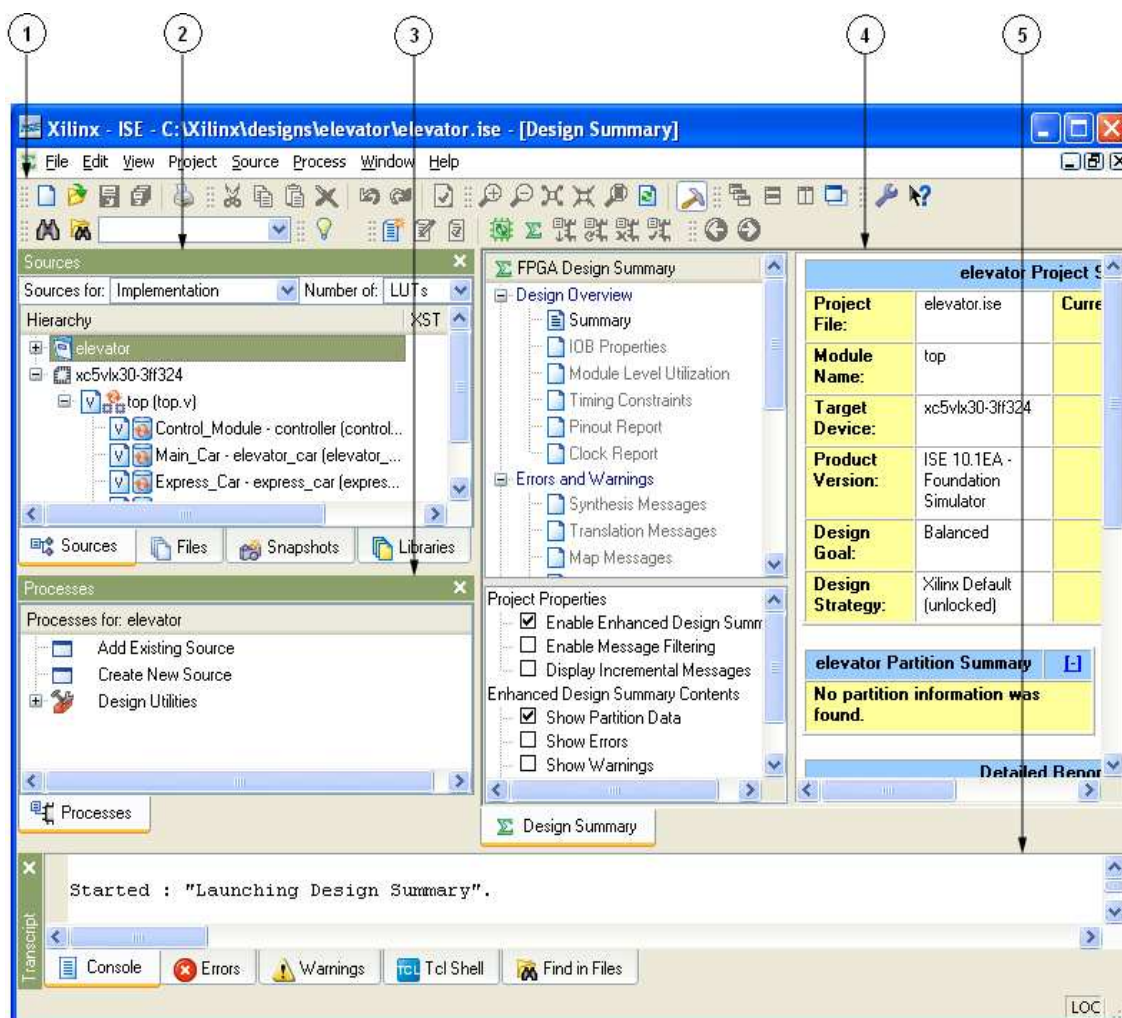 1
2
3
4
5
Xilinx - ISE - C:\Xilinx\designs\elevator\elevator.ise - [Design Summary]
File Edit View Project Source Process Window Help
Sources
Sources for: Implementation Number of: LUTs
Hierarchy XST
elevator
xc5vlx30-3ff324
top (top.v)
Control_Module - controller (control...
Main_Car - elevator_car (elevator_...
Express_Car - express_car (expres...
Sources Files Snapshots Libraries
Processes
Processes for: elevator
Add Existing Source
Create New Source
Design Utilities
Processes
FPGA Design Summary
Design Overview
Summary
IOB Properties
Module Level Utilization
Timing Constraints
Pinout Report
Clock Report
Errors and Warnings
Synthesis Messages
Translation Messages
Map Messages
Project Properties
Enable Enhanced Design Summ
Enable Message Filtering
Display Incremental Messages
Enhanced Design Summary Contents
Show Partition Data
Show Errors
Show Warnings
Design Summary
elevator Project S
Project File: elevator.ise Curre
Module Name: top
Target Device: xc5vlx30-3ff324
Product Version: ISE 10.1EA - Foundation Simulator
Design Goal: Balanced
Design Strategy: Xilinx Default (unlocked)
elevator Partition Summary [-]
No partition information was
found.
Detailed Repor
Transcript
Started : "Launching Design Summary".
Console Errors Warnings Tcl Shell Find in Files
TCL
LOC